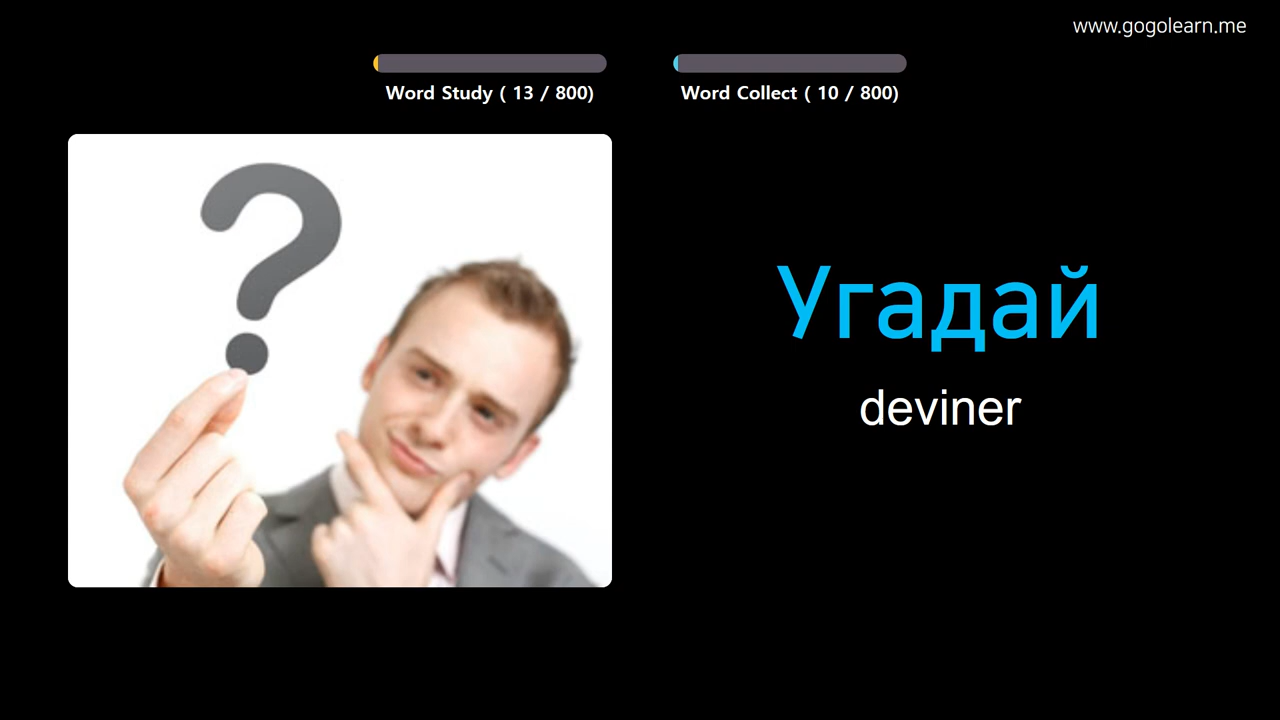 www.gogolearn.me
Word Study ( 13 / 800)
Word Collect ( 10 / 800)
?
Угадай
deviner